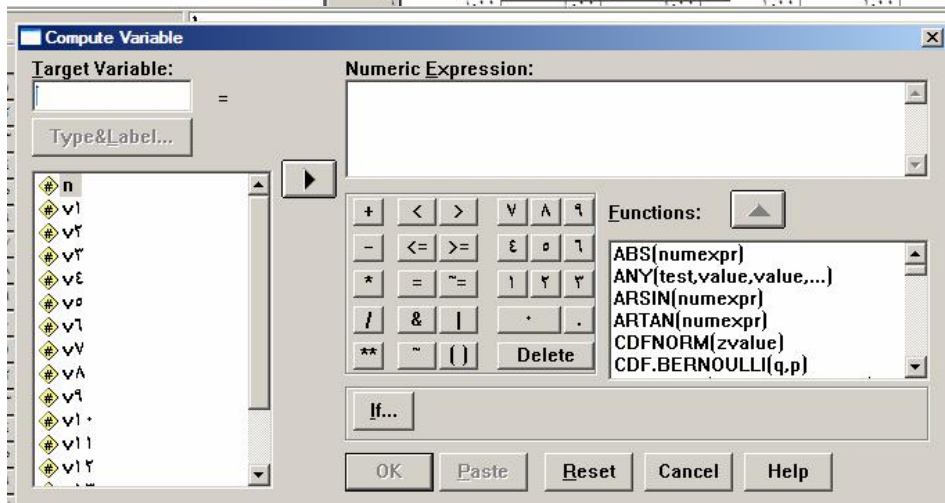 Compute Variable
Target Variable:
=
Type&Label...
n
v١
v٢
v٣
v٤
v٥
v٦
v٧
v٨
v٩
v١٠
v١١
v١٢
Numeric Expression:
+ < > ٧ ٨ ٩
- <= >= ٤ ٥ ٦
* = ~= ١ ٢ ٣
/ & | ٠ .
** ~ ( ) Delete
Functions:
ABS(numexpr)
ANY(test,value,value,...)
ARSIN(numexpr)
ARTAN(numexpr)
CDFNORM(zvalue)
CDF.BERNOULLI(q,p)
If...
OK Paste Reset Cancel Help